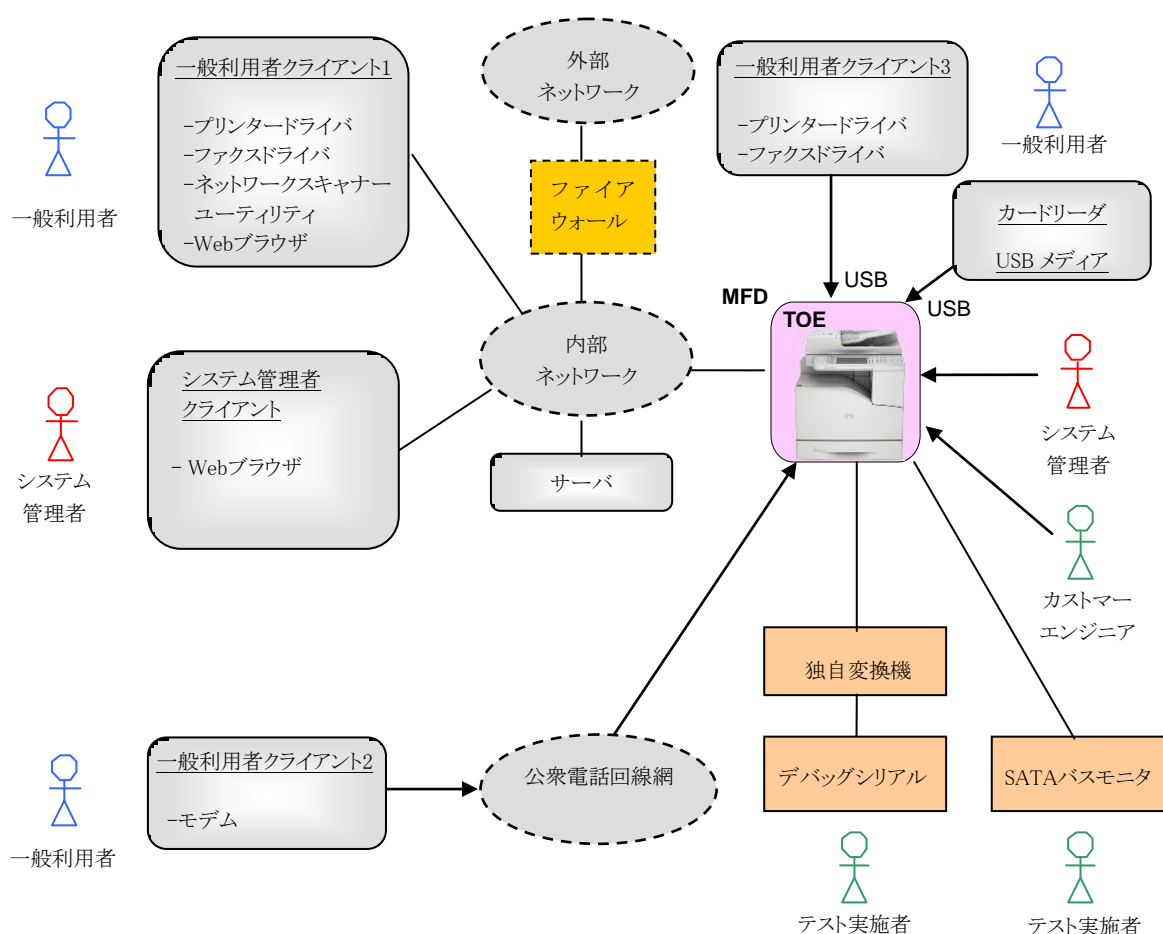 一般利用者クライアント1
-プリンタードライバ
-ファクスドライバ
-ネットワークスキャナー
ユーティリティ
-Webブラウザ
一般利用者
外部
ネットワーク
ファイア
ウォール
一般利用者クライアント3
-プリンタードライバ
-ファクスドライバ
一般利用者
カードリーダ
USB メディア
USB
USB
MFD
TOE
内部
ネットワーク
システム管理者
クライアント
- Webブラウザ
システム
管理者
サーバ
システム
管理者
カストマー
エンジニア
独自変換機
デバッグシリアル
SATAバスモニタ
一般利用者クライアント2
-モデム
一般利用者
公衆電話回線網
テスト実施者
テスト実施者